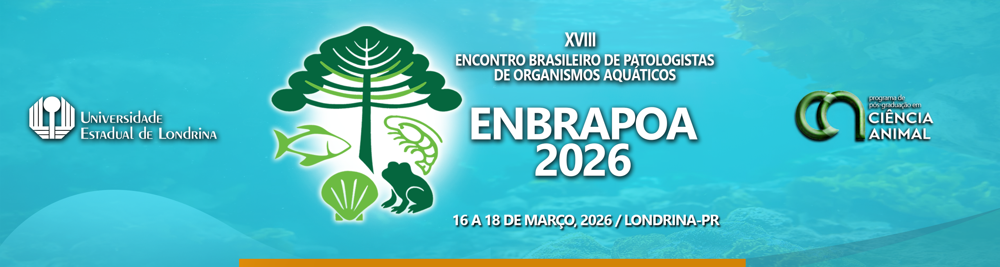 Universidade
Estadual de Londrina
XVIII
ENCONTRO BRASILEIRO DE PATOLOGISTAS
DE ORGANISMOS AQUÁTICOS
ENBRAPOA
2026
16 A 18 DE MARÇO, 2026 / LONDRINA-PR
programa de
pós-graduação em
CIÊNCIA
ANIMAL